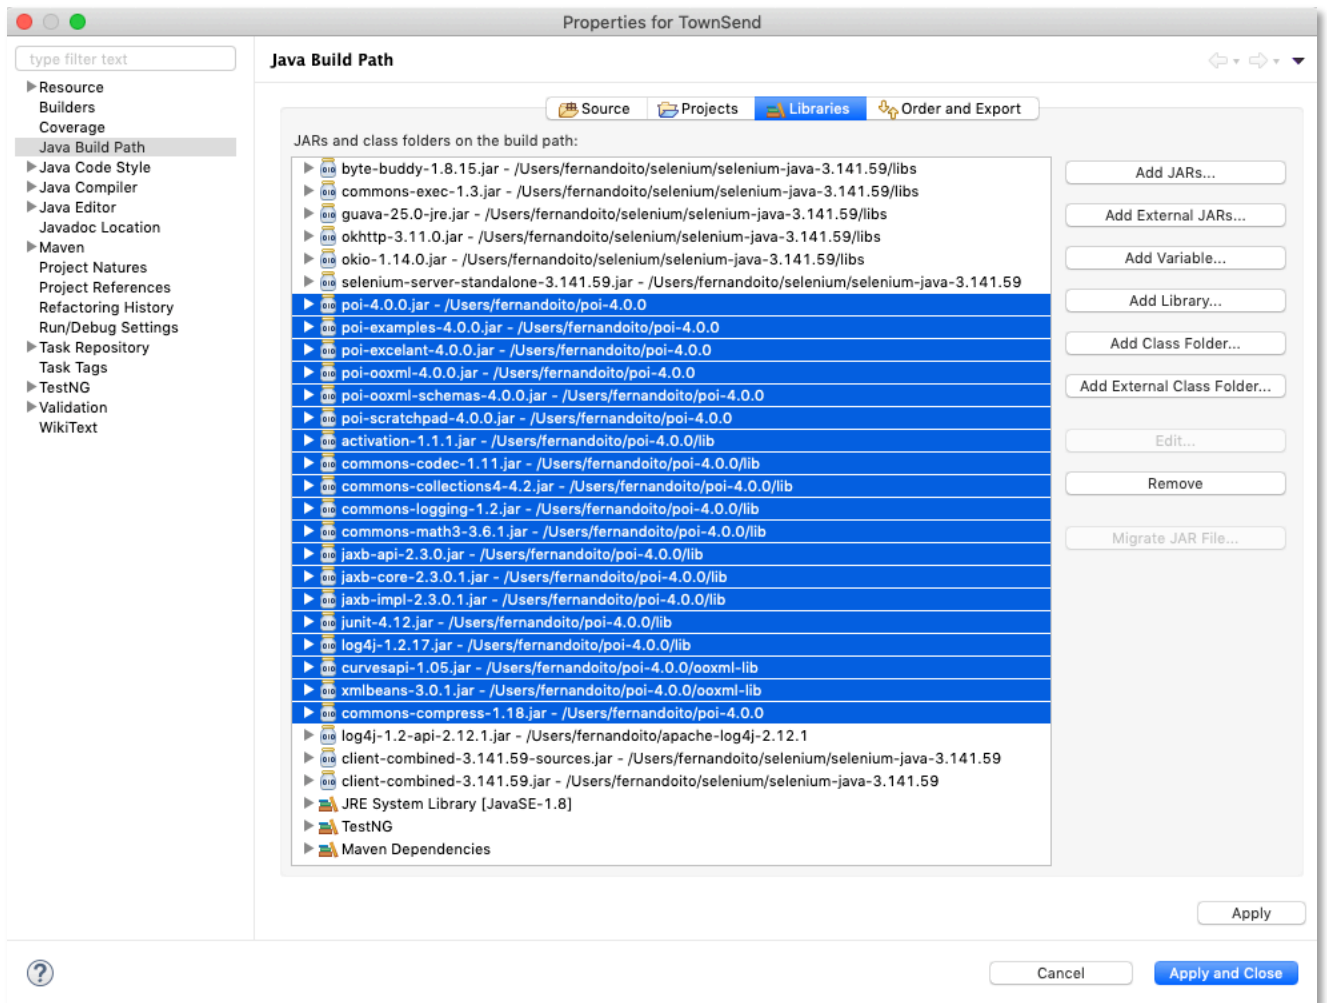 Properties for TownSend
type filter text
Resource
Builders
Coverage
Java Build Path
Java Code Style
Java Compiler
Java Editor
Javadoc Location
Maven
Project Natures
Project References
Refactoring History
Run/Debug Settings
Task Repository
Task Tags
TestNG
Validation
WikiText
Java Build Path
Source Projects Libraries Order and Export
JARs and class folders on the build path:
byte-buddy-1.8.15.jar - /Users/fernandoito/selenium/selenium-java-3.141.59/libs
commons-exec-1.3.jar - /Users/fernandoito/selenium/selenium-java-3.141.59/libs
guava-25.0-jre.jar - /Users/fernandoito/selenium/selenium-java-3.141.59/libs
okhttp-3.11.0.jar - /Users/fernandoito/selenium/selenium-java-3.141.59/libs
okio-1.14.0.jar - /Users/fernandoito/selenium/selenium-java-3.141.59/libs
selenium-server-standalone-3.141.59.jar - /Users/fernandoito/selenium/selenium-java-3.141.59
poi-4.0.0.jar - /Users/fernandoito/poi-4.0.0
poi-examples-4.0.0.jar - /Users/fernandoito/poi-4.0.0
poi-excelant-4.0.0.jar - /Users/fernandoito/poi-4.0.0
poi-ooxml-4.0.0.jar - /Users/fernandoito/poi-4.0.0
poi-ooxml-schemas-4.0.0.jar - /Users/fernandoito/poi-4.0.0
poi-scratchpad-4.0.0.jar - /Users/fernandoito/poi-4.0.0
activation-1.1.1.jar - /Users/fernandoito/poi-4.0.0/lib
commons-codec-1.11.jar - /Users/fernandoito/poi-4.0.0/lib
commons-collections4-4.2.jar - /Users/fernandoito/poi-4.0.0/lib
commons-logging-1.2.jar - /Users/fernandoito/poi-4.0.0/lib
commons-math3-3.6.1.jar - /Users/fernandoito/poi-4.0.0/lib
jaxb-api-2.3.0.jar - /Users/fernandoito/poi-4.0.0/lib
jaxb-core-2.3.0.1.jar - /Users/fernandoito/poi-4.0.0/lib
jaxb-impl-2.3.0.1.jar - /Users/fernandoito/poi-4.0.0/lib
junit-4.12.jar - /Users/fernandoito/poi-4.0.0/lib
log4j-1.2.17.jar - /Users/fernandoito/poi-4.0.0/lib
curvesapi-1.05.jar - /Users/fernandoito/poi-4.0.0/ooxml-lib
xmlbeans-3.0.1.jar - /Users/fernandoito/poi-4.0.0/ooxml-lib
commons-compress-1.18.jar - /Users/fernandoito/poi-4.0.0
log4j-1.2-api-2.12.1.jar - /Users/fernandoito/apache-log4j-2.12.1
client-combined-3.141.59-sources.jar - /Users/fernandoito/selenium/selenium-java-3.141.59
client-combined-3.141.59.jar - /Users/fernandoito/selenium/selenium-java-3.141.59
JRE System Library [JavaSE-1.8]
TestNG
Maven Dependencies
Add JARs...
Add External JARs...
Add Variable...
Add Library...
Add Class Folder...
Add External Class Folder...
Edit...
Remove
Migrate JAR File...
Apply
?
Cancel
Apply and Close